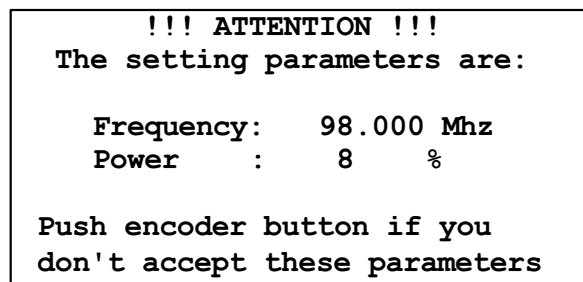 !!! ATTENTION !!!
The setting parameters are:
Frequency: 98.000 Mhz
Power : 8 %
Push encoder button if you
don't accept these parameters